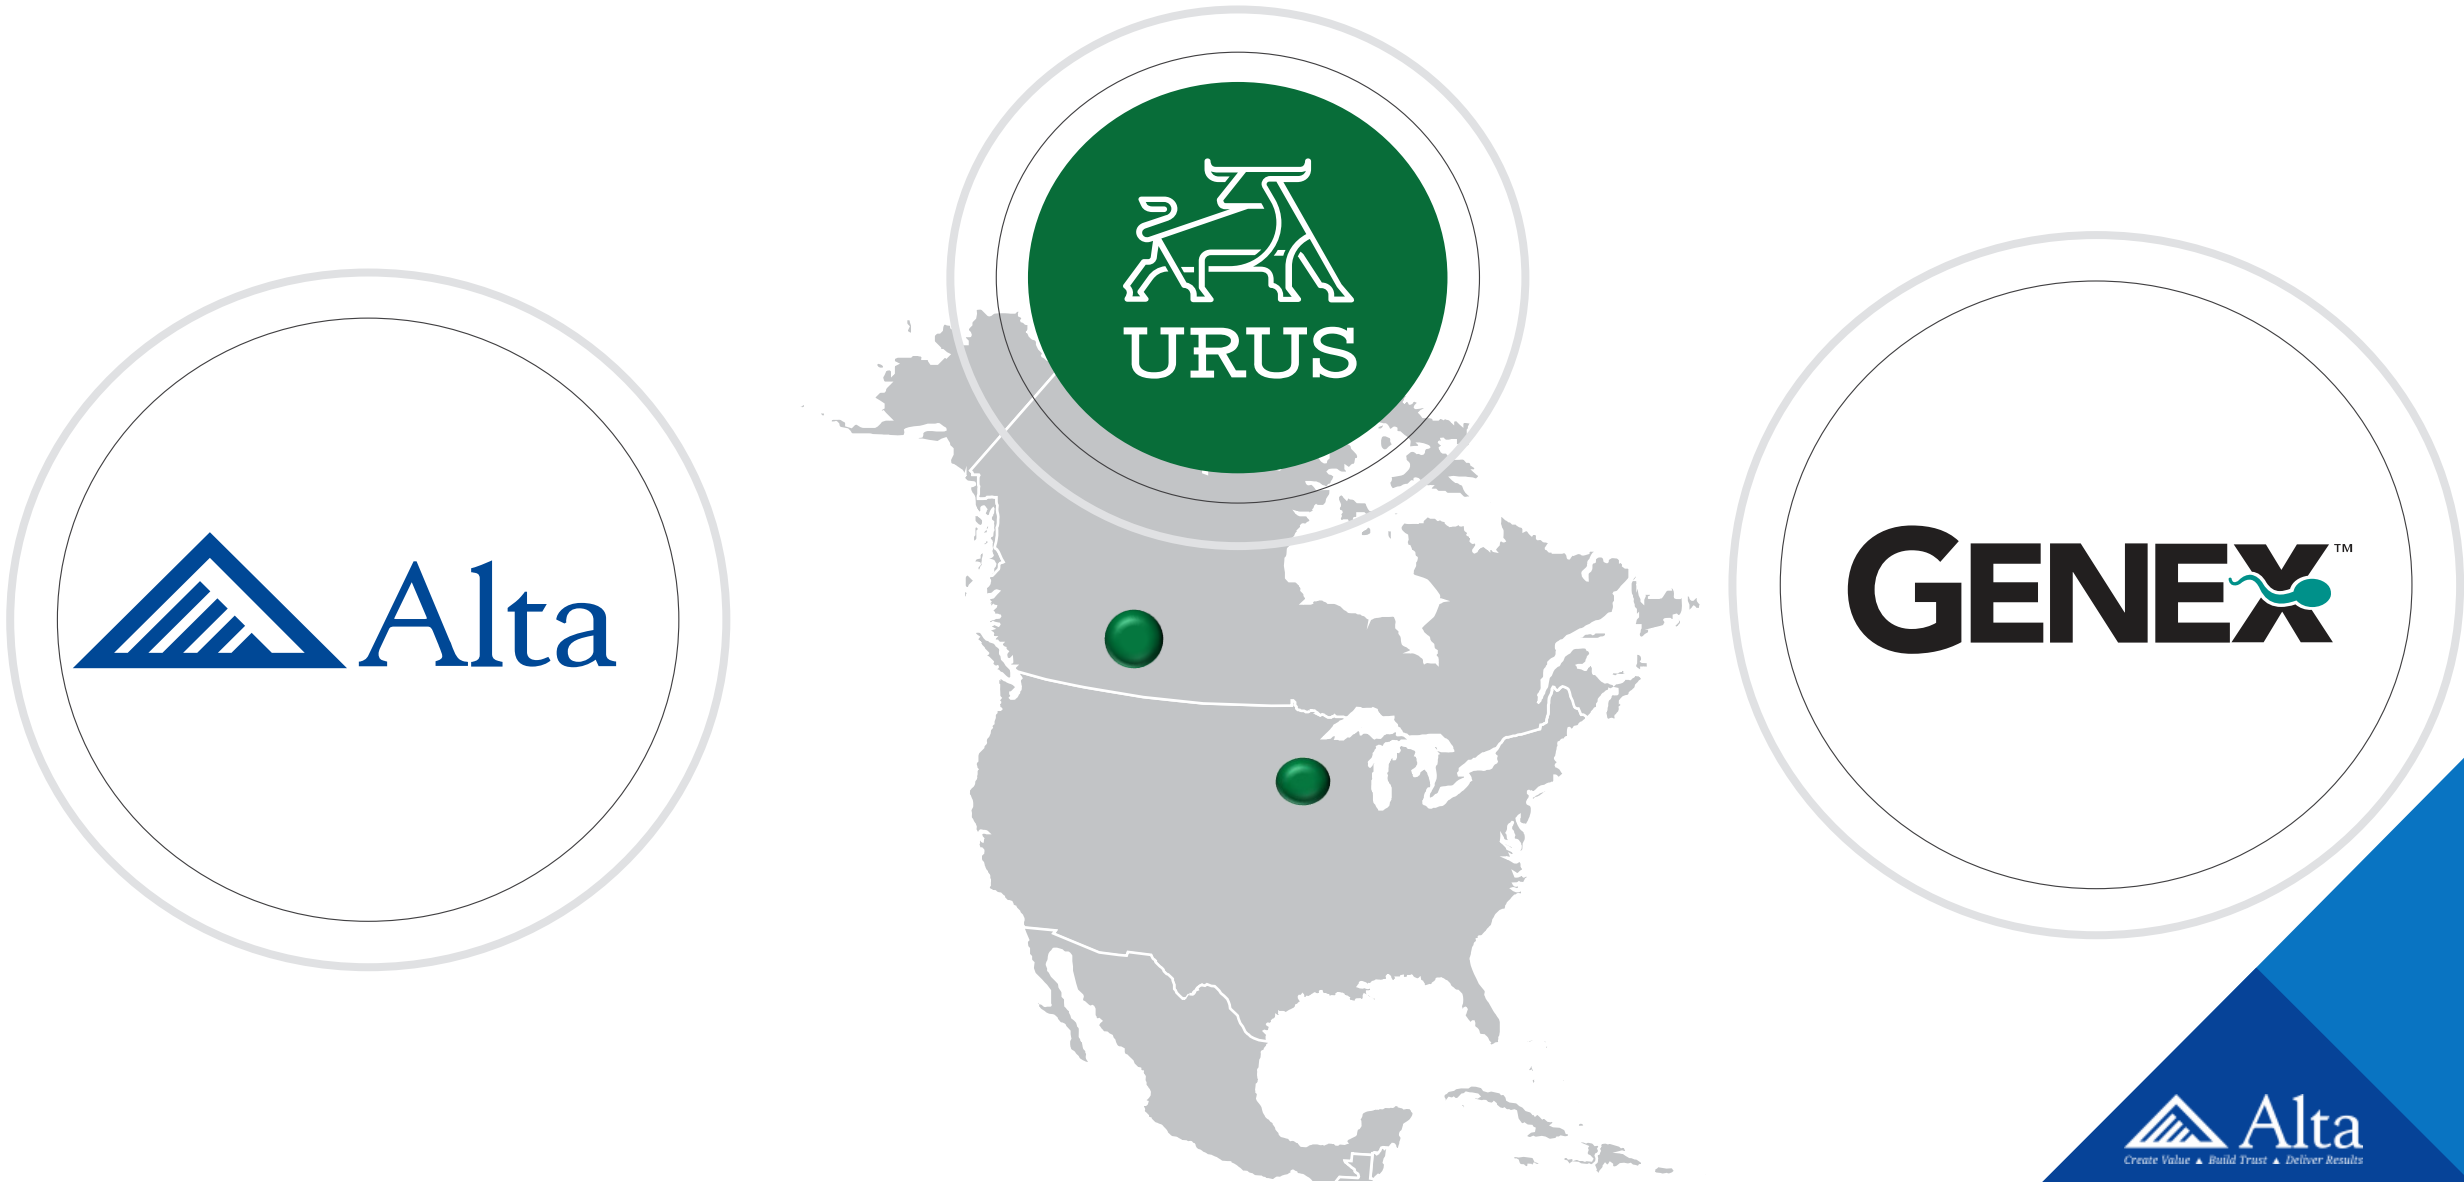 URUS
Alta
GENEX™
Alta
Create Value ▲ Build Trust ▲ Deliver Results